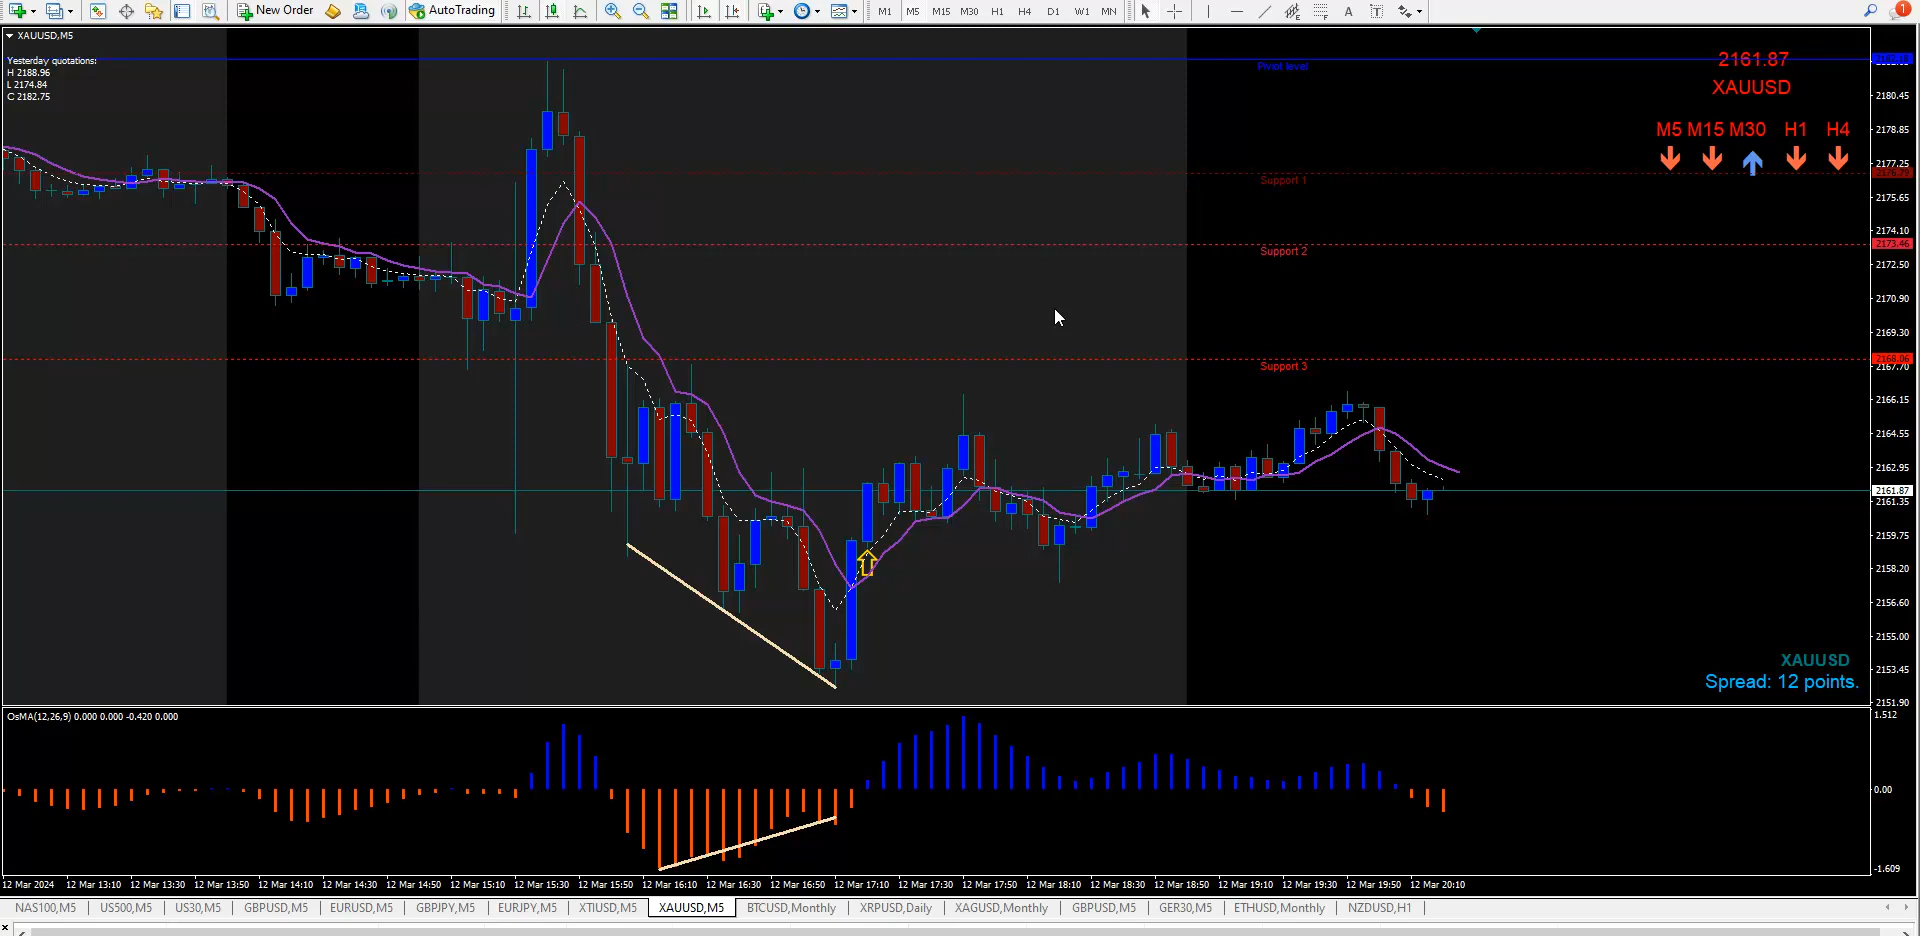 New Order AutoTrading M1 M5 M15 M30 H1 H4 D1 W1 MN A T 1
XAUUSD,M5
Yesterday quotations:
H 2188.96
L 2174.84
C 2182.75
Pivot level
2161.87
XAUUSD
M5 M15 M30 H1 H4
Support 1
Support 2
Support 3
2180.45
2178.85
2177.25
2176.79
2175.65
2174.10
2173.46
2172.50
2170.90
2169.30
2168.06
2167.70
2166.15
2164.55
2162.95
2161.87
2161.35
2159.75
2158.20
2156.60
2155.00
2153.45
2151.90
XAUUSD
Spread: 12 points.
OsMA(12,26,9) 0.000 0.000 -0.420 0.000
1.512
0.00
-1.609
12 Mar 2024 12 Mar 13:10 12 Mar 13:30 12 Mar 13:50 12 Mar 14:10 12 Mar 14:30 12 Mar 14:50 12 Mar 15:10 12 Mar 15:30 12 Mar 15:50 12 Mar 16:10 12 Mar 16:30 12 Mar 16:50 12 Mar 17:10 12 Mar 17:30 12 Mar 17:50 12 Mar 18:10 12 Mar 18:30 12 Mar 18:50 12 Mar 19:10 12 Mar 19:30 12 Mar 19:50 12 Mar 20:10
NAS100,M5 US500,M5 US30,M5 GBPUSD,M5 EURUSD,M5 GBPJPY,M5 EURJPY,M5 XTIUSD,M5 XAUUSD,M5 BTCUSD,Monthly XRPUSD,Daily XAGUSD,Monthly GBPUSD,M5 GER30,M5 ETHUSD,Monthly NZDUSD,H1